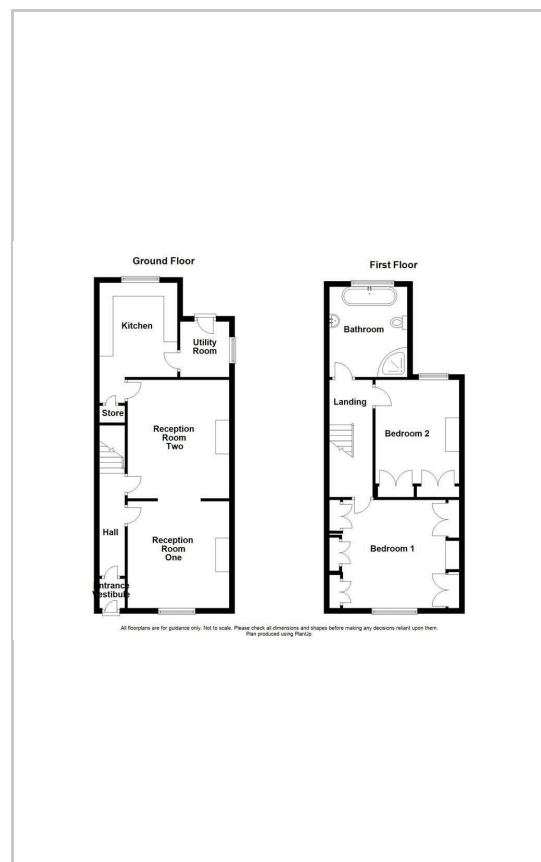 Ground Floor
Kitchen
Utility
Room
Store
Reception
Room
Two
Hall
Reception
Room
One
Entrance
Vestibule
First Floor
Bathroom
Landing
Bedroom 2
Bedroom 1
All floorplans are for guidance only. Not to scale. Please check all dimensions and shapes before making any decisions reliant upon them.
Plan produced using PlanUp.